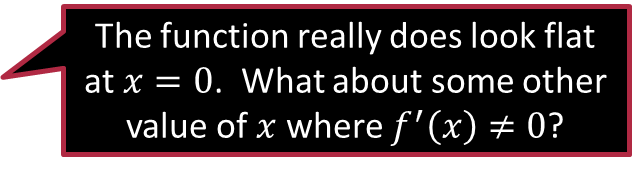 The function really does look flat
at 𝑥 = 0.  What about some other
value of 𝑥 where 𝑓′(𝑥) ≠ 0?